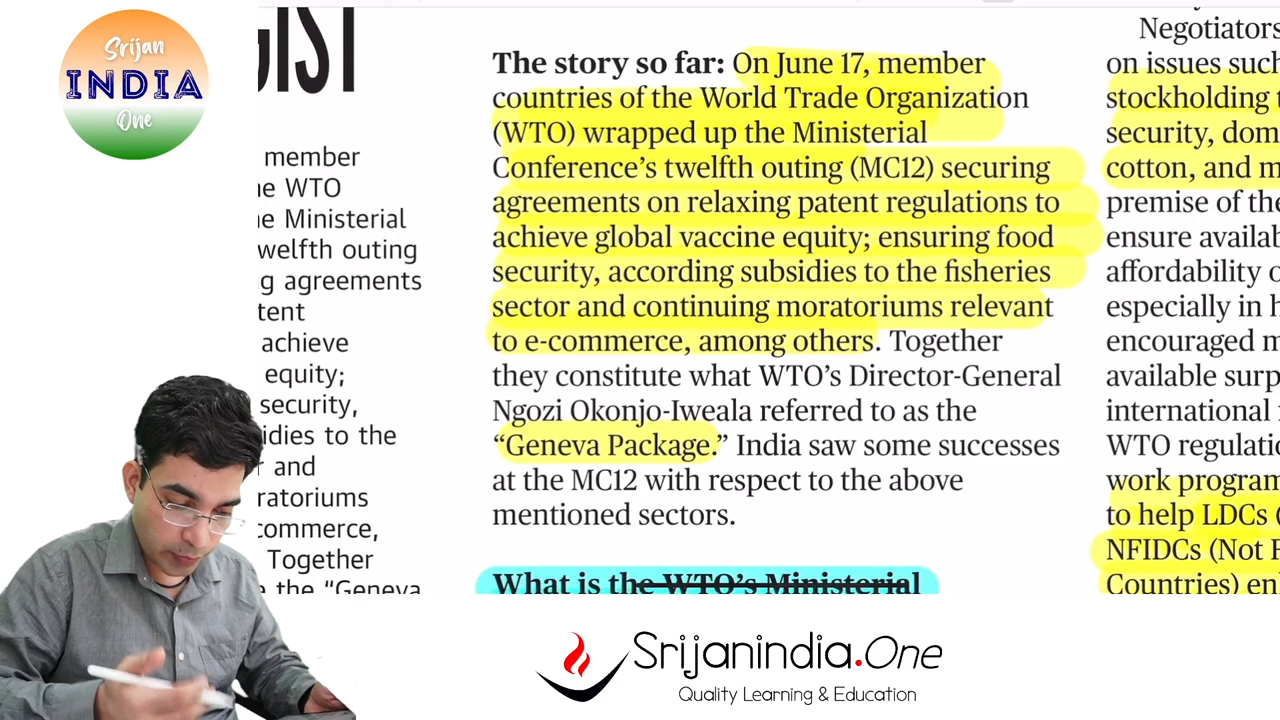 Srijan
INDIA
One
GIST
member
WTO
Ministerial
welfth outing
g agreements
tent
achieve
equity;
security,
idies to the
and
ratoriums
commerce,
Together
the “Geneva
The story so far: On June 17, member
countries of the World Trade Organization
(WTO) wrapped up the Ministerial
Conference’s twelfth outing (MC12) securing
agreements on relaxing patent regulations to
achieve global vaccine equity; ensuring food
security, according subsidies to the fisheries
sector and continuing moratoriums relevant
to e-commerce, among others. Together
they constitute what WTO’s Director-General
Ngozi Okonjo-Iweala referred to as the
“Geneva Package.” India saw some successes
at the MC12 with respect to the above
mentioned sectors.
What is the WTO’s Ministerial
Negotiators
on issues such
stockholding
security, dom
cotton, and m
premise of the
ensure availab
affordability o
especially in h
encouraged m
available surp
international
WTO regulatio
work program
to help LDCs (
NFIDCs (Not F
Countries) en
Srijanindia.One
Quality Learning & Education